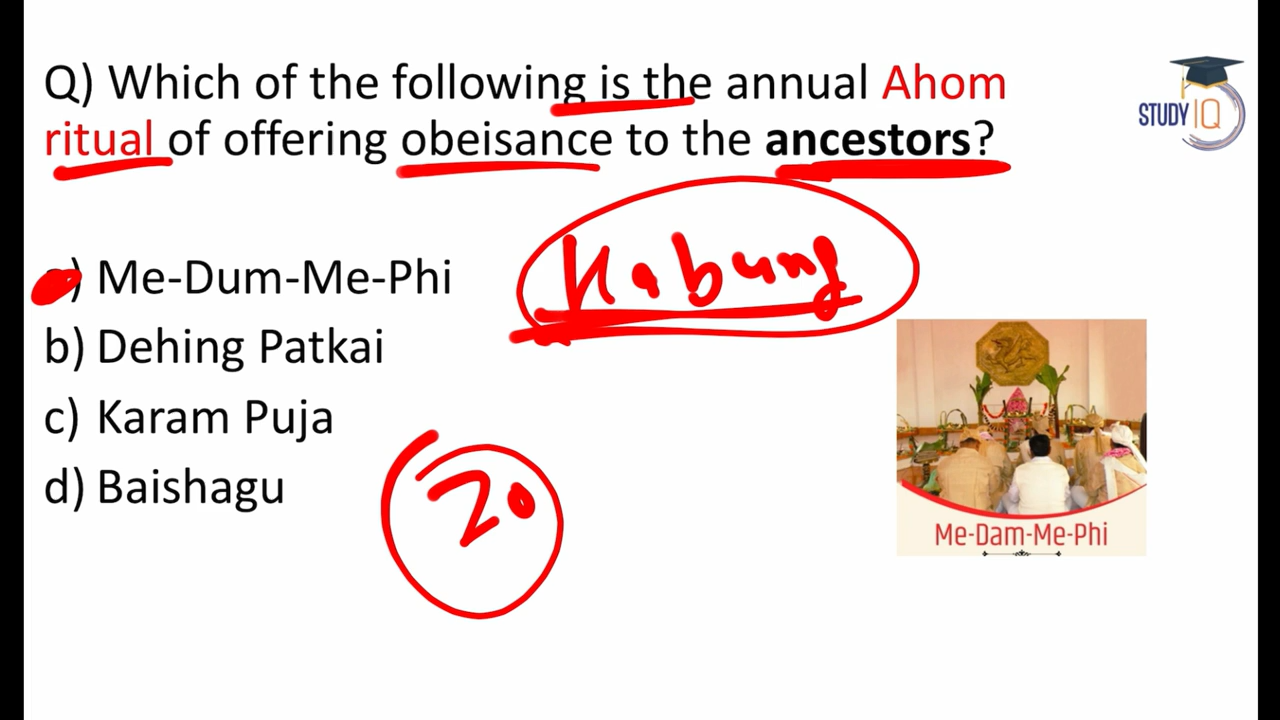 Q) Which of the following is the annual Ahom
ritual of offering obeisance to the ancestors?
STUDY IQ
Habung
a) Me-Dum-Me-Phi
b) Dehing Patkai
c) Karam Puja
d) Baishagu
20
Me-Dam-Me-Phi